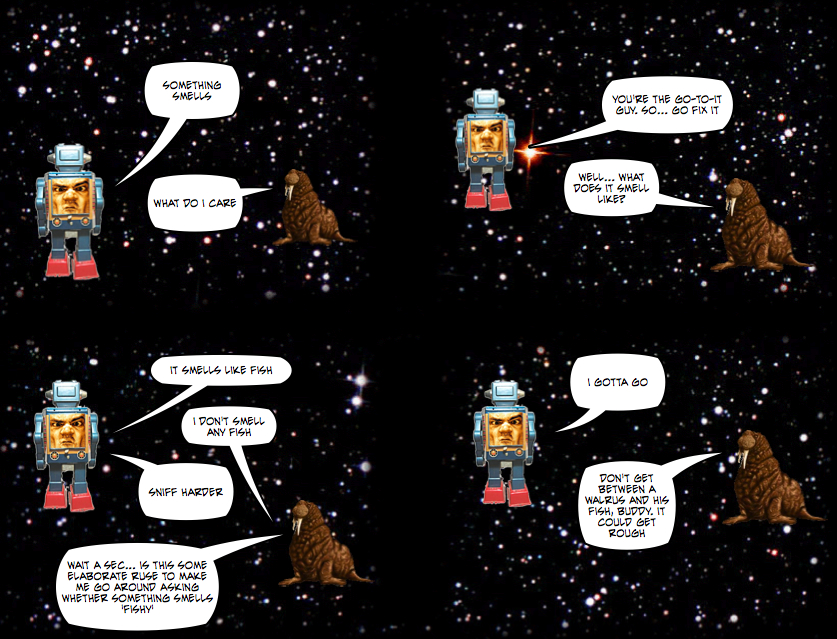 SOMETHING
SMELLS
WHAT DO I CARE
YOU'RE THE GO-TO-IT
GUY. SO... GO FIX IT
WELL... WHAT
DOES IT SMELL
LIKE?
IT SMELLS LIKE FISH
I DON'T SMELL
ANY FISH
SNIFF HARDER
WAIT A SEC... IS THIS SOME
ELABORATE RUSE TO MAKE
ME GO AROUND ASKING
WHETHER SOMETHING SMELLS
'FISHY'
I GOTTA GO
DON'T GET
BETWEEN A
WALRUS AND HIS
FISH, BUDDY. IT
COULD GET
ROUGH